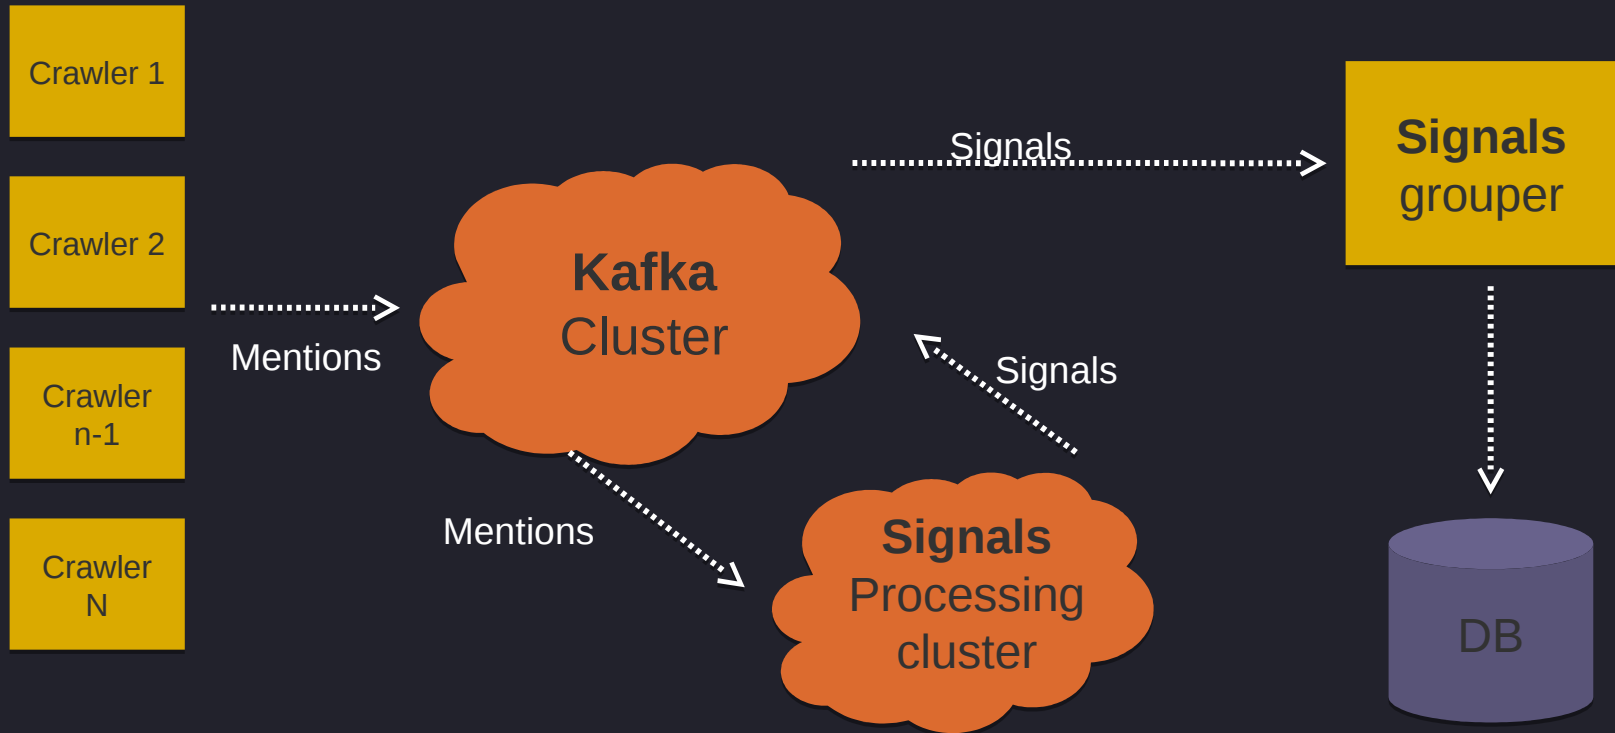 Crawler 1
Crawler 2
Crawler
n-1
Crawler
N
Mentions
Kafka
Cluster
Mentions
Signals
Processing
cluster
Signals
Signals
Signals
grouper
DB